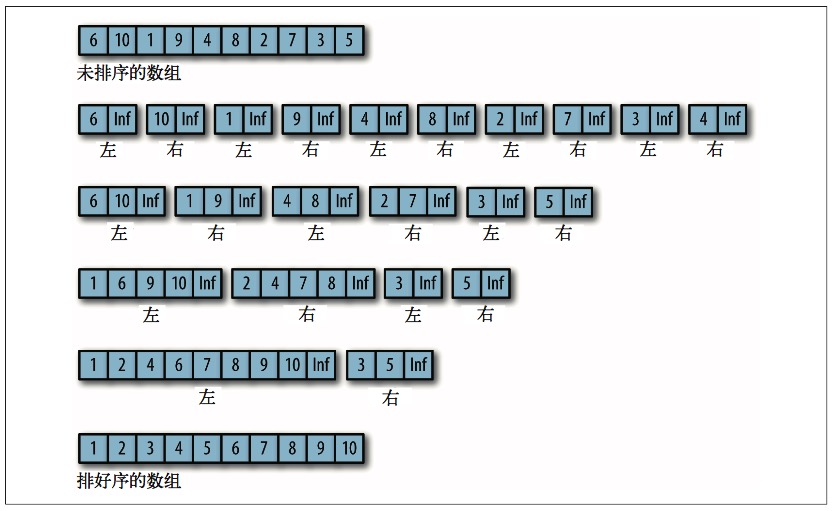 6 10 1 9 4 8 2 7 3 5
未排序的数组
6 Inf 10 Inf 1 Inf 9 Inf 4 Inf 8 Inf 2 Inf 7 Inf 3 Inf 4 Inf
左 右 左 右 左 右 左 右 左 右
6 10 Inf 1 9 Inf 4 8 Inf 2 7 Inf 3 Inf 5 Inf
左 右 左 右 左 右
1 6 9 10 Inf 2 4 7 8 Inf 3 Inf 5 Inf
左 右 左 右
1 2 4 6 7 8 9 10 Inf 3 5 Inf
左 右
1 2 3 4 5 6 7 8 9 10
排好序的数组